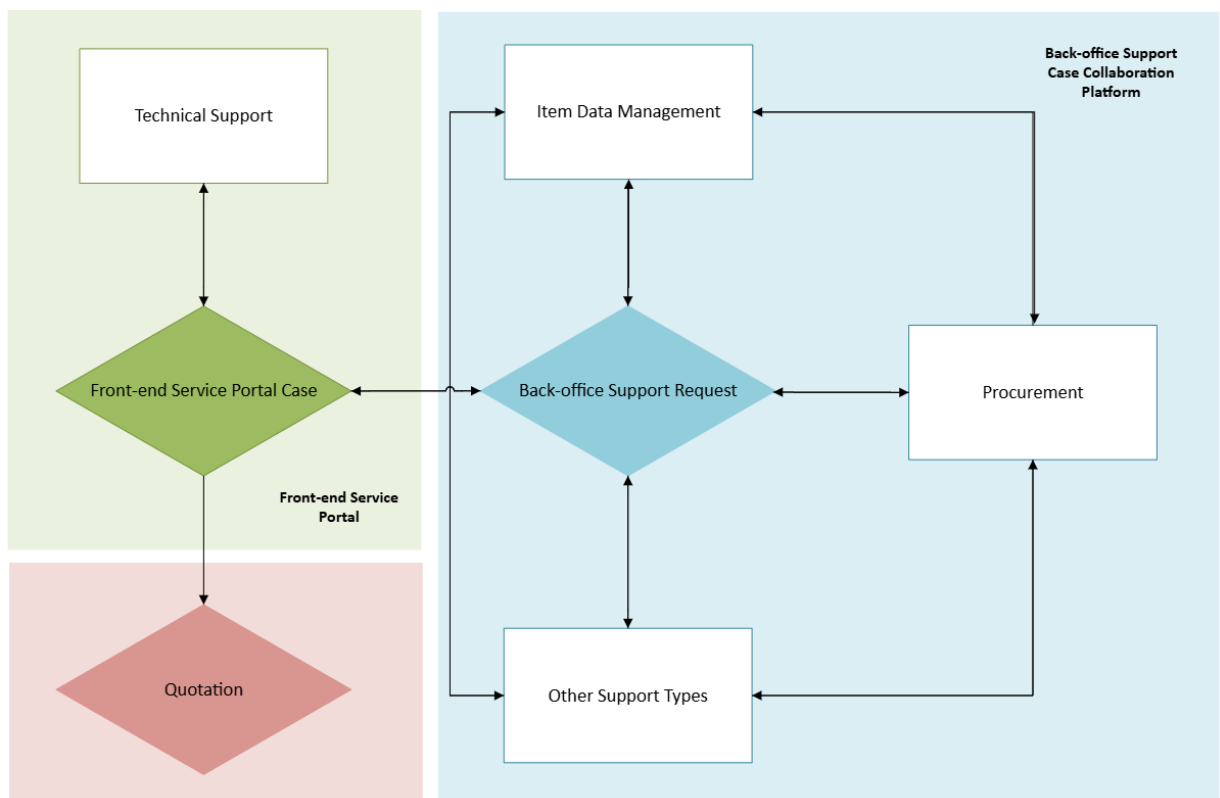 Technical Support
Front-end Service Portal Case
Front-end Service
Portal
Quotation
Back-office Support
Case Collaboration
Platform
Item Data Management
Back-office Support Request
Procurement
Other Support Types